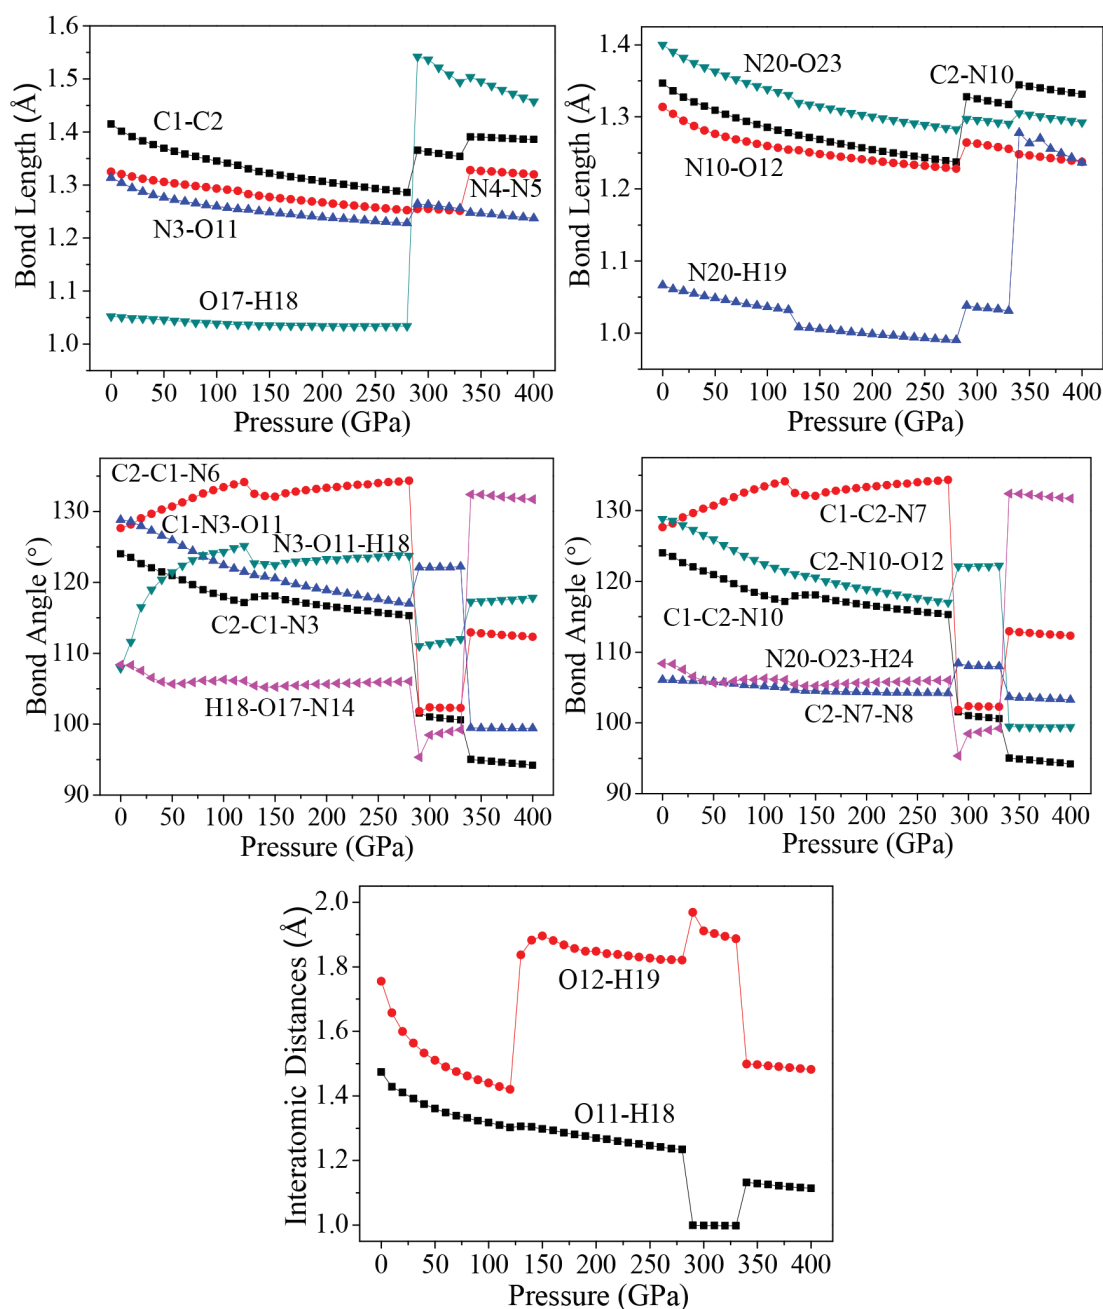 1.6
1.5
1.4
1.3
1.2
1.1
1.0
Bond Length (Å)
C1-C2
N4-N5
N3-O11
O17-H18
0 50 100 150 200 250 300 350 400
Pressure (GPa)
1.4
1.3
1.2
1.1
1.0
Bond Length (Å)
N20-O23
C2-N10
N10-O12
N20-H19
0 50 100 150 200 250 300 350 400
Pressure (GPa)
130
120
110
100
90
Bond Angle (°)
C2-C1-N6
C1-N3-O11
N3-O11-H18
C2-C1-N3
H18-O17-N14
0 50 100 150 200 250 300 350 400
Pressure (GPa)
130
120
110
100
90
Bond Angle (°)
C1-C2-N7
C2-N10-O12
C1-C2-N10
N20-O23-H24
C2-N7-N8
0 50 100 150 200 250 300 350 400
Pressure (GPa)
2.0
1.8
1.6
1.4
1.2
1.0
Interatomic Distances (Å)
O12-H19
O11-H18
0 50 100 150 200 250 300 350 400
Pressure (GPa)